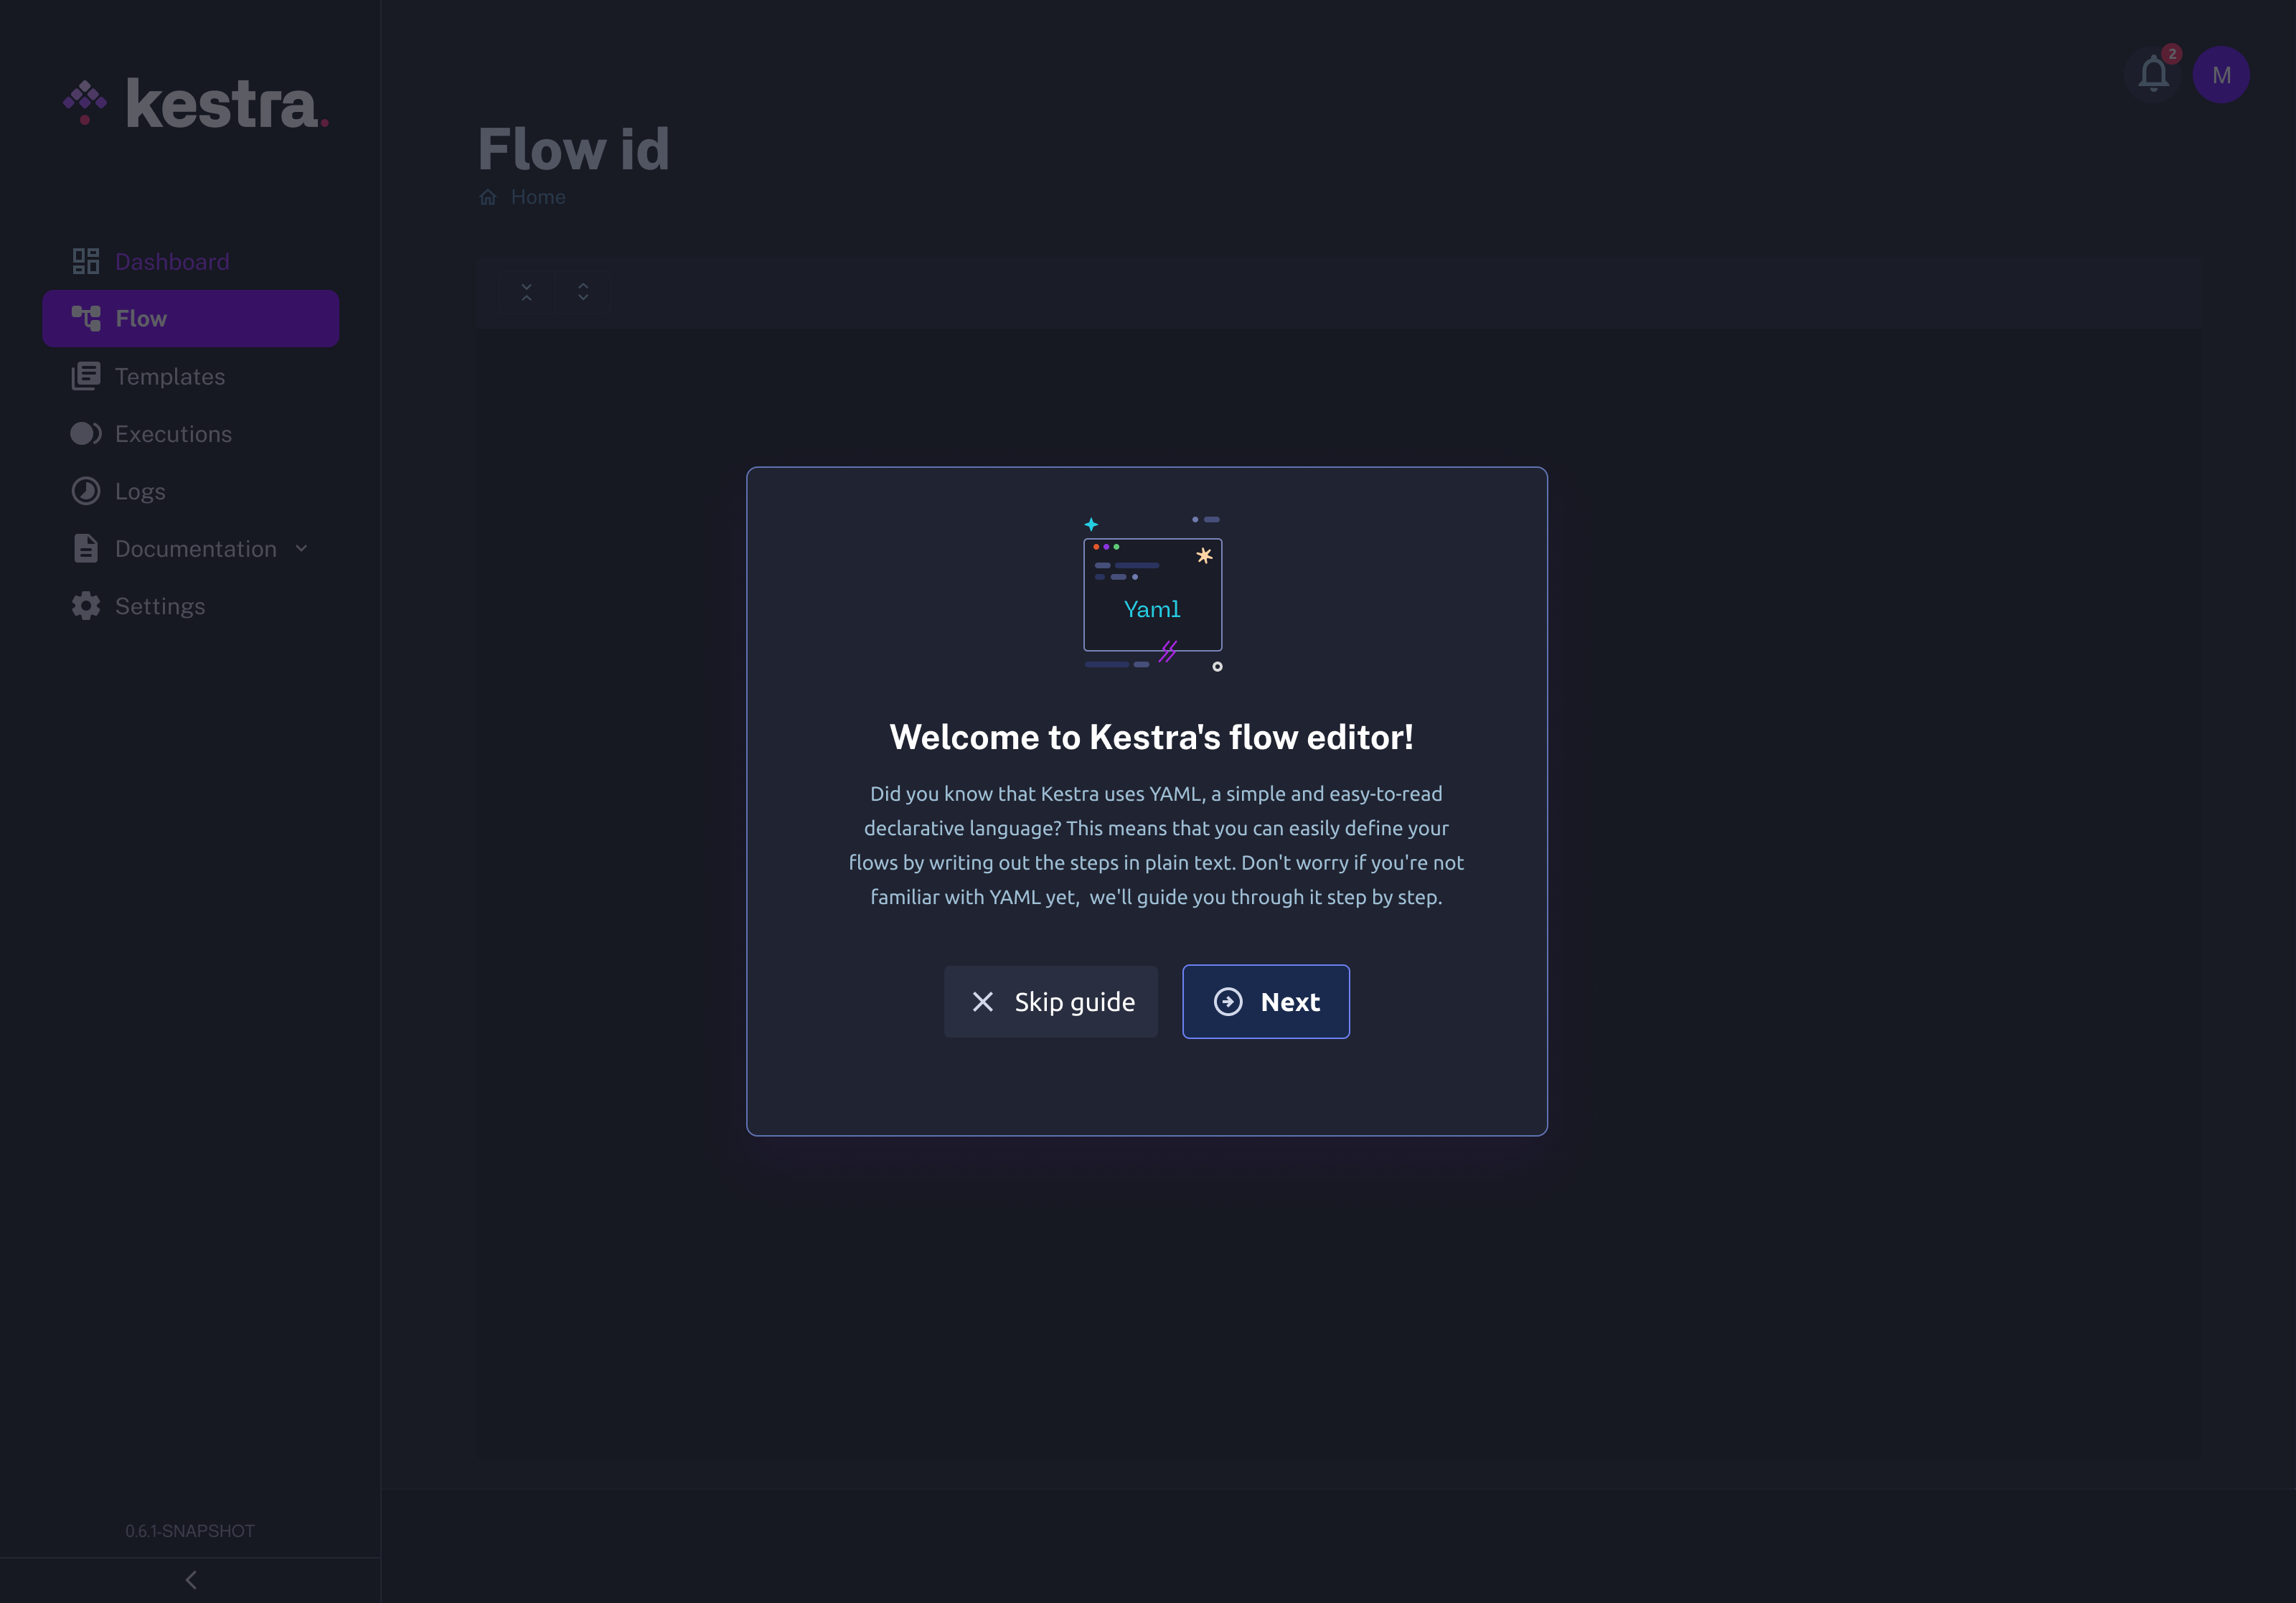 kestra.
2
M
Flow id
Home
Dashboard
Flow
Templates
Executions
Logs
Documentation
Settings
Yaml
Welcome to Kestra's flow editor!
Did you know that Kestra uses YAML, a simple and easy-to-read
declarative language? This means that you can easily define your
flows by writing out the steps in plain text. Don't worry if you're not
familiar with YAML yet,  we'll guide you through it step by step.
Skip guide
Next
0.6.1-SNAPSHOT